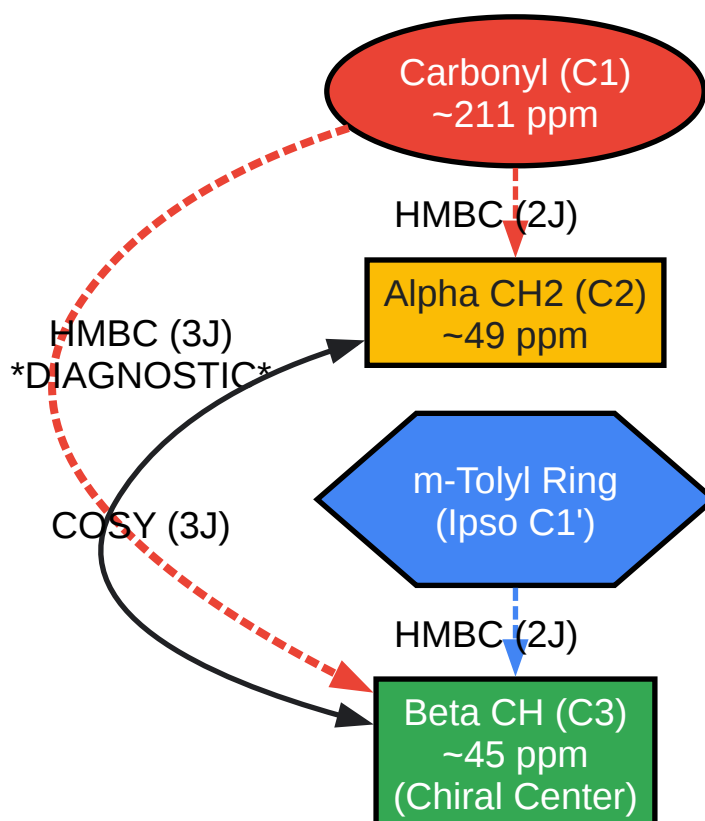 Carbonyl (C1)
~211 ppm
HMBC (2J)
Alpha CH2 (C2)
~49 ppm
HMBC (3J)
*DIAGNOSTIC*
m-Tolyl Ring
(Ipso C1')
COSY (3J)
HMBC (2J)
Beta CH (C3)
~45 ppm
(Chiral Center)